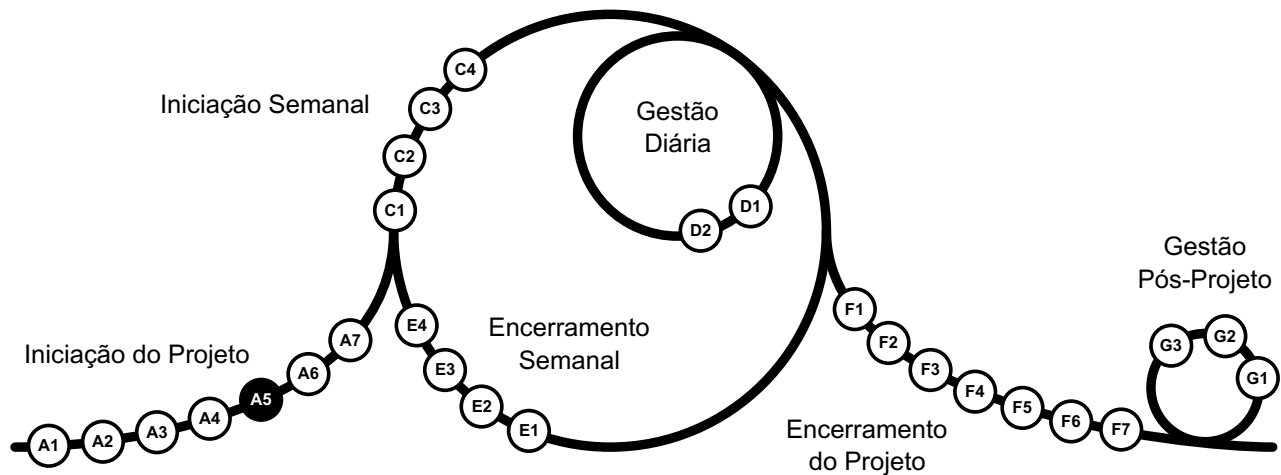 C4
Iniciação Semanal
C3
C2
C1
Gestão
Diária
D1
D2
Gestão
Pós-Projeto
G3
G2
G1
Encerramento
Semanal
E4
E3
E2
E1
Iniciação do Projeto
A1
A2
A3
A4
A5
A6
A7
F1
F2
F3
F4
F5
F6
F7
Encerramento
do Projeto